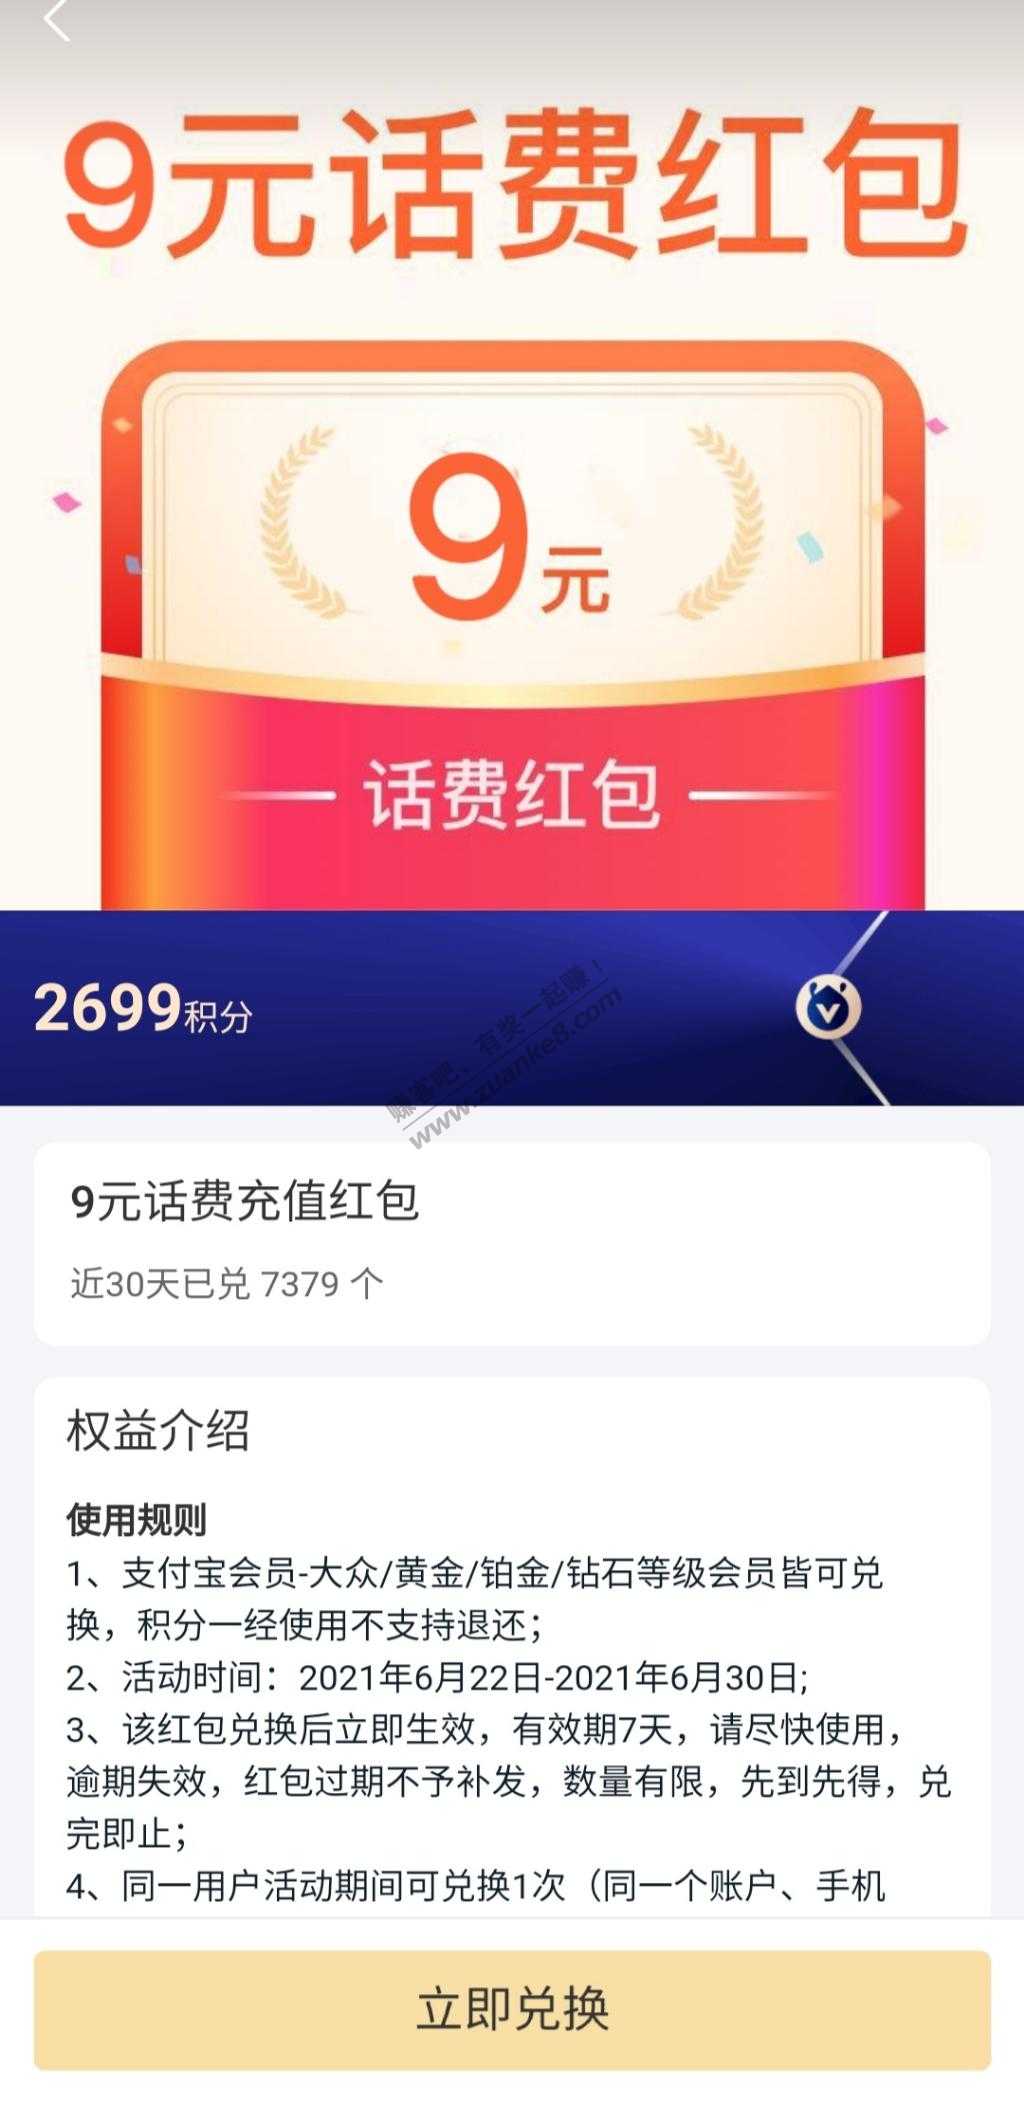 9元话费红包
9元
话费红包
2699积分
赚客吧、有奖一起赚！
www.zuanke8.com
9元话费充值红包
近30天已兑 7379 个
权益介绍
使用规则
1、支付宝会员-大众/黄金/铂金/钻石等级会员皆可兑
换，积分一经使用不支持退还；
2、活动时间：2021年6月22日-2021年6月30日;
3、该红包兑换后立即生效，有效期7天，请尽快使用，
逾期失效，红包过期不予补发，数量有限，先到先得，兑
完即止；
4、同一用户活动期间可兑换1次（同一个账户、手机
立即兑换